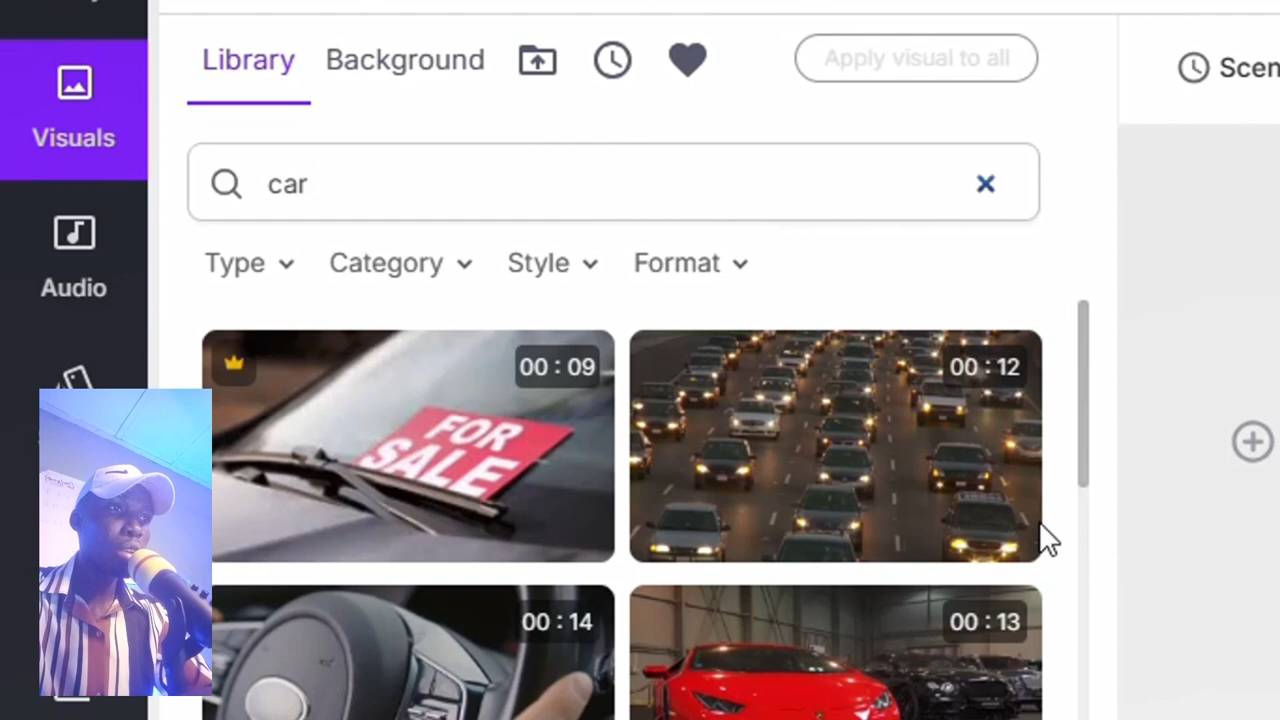 Library Background Apply visual to all
Scen
Visuals
car
Type Category Style Format
Audio
00:09
00:12
FOR
SALE
00:14
00:13